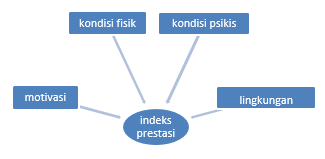 kondisi fisik
kondisi psikis
motivasi
lingkungan
indeks
prestasi